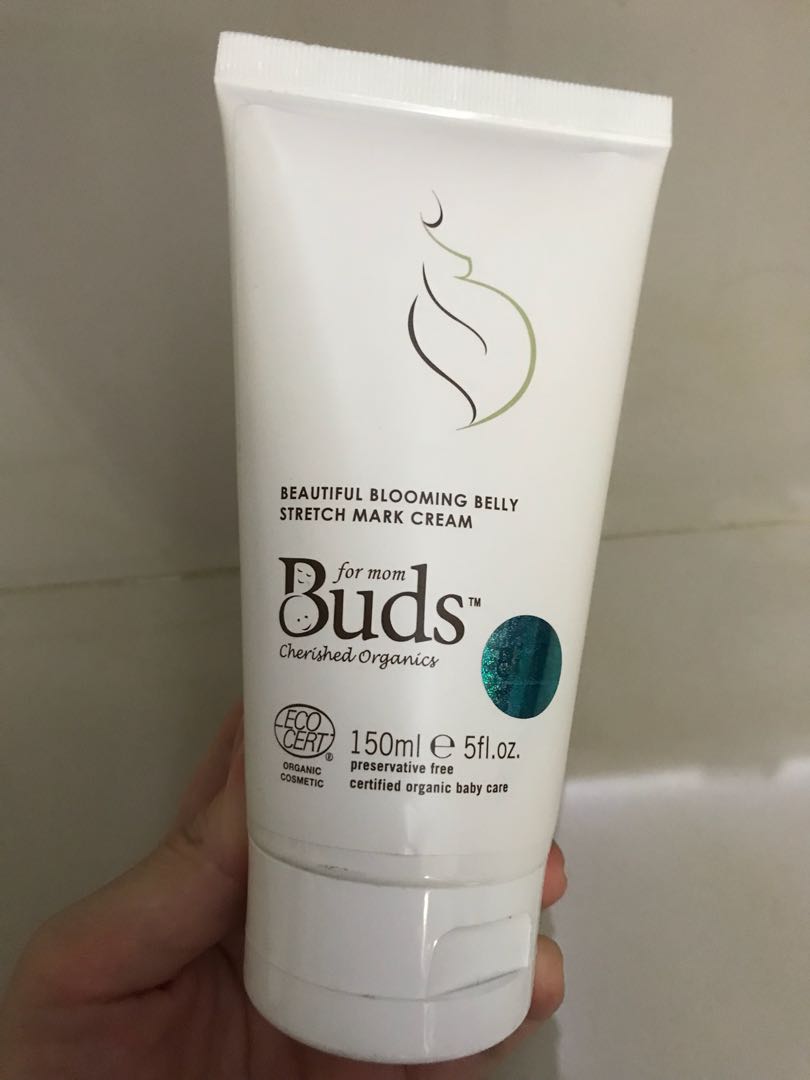 BEAUTIFUL BLOOMING BELLY
STRETCH MARK CREAM
for mom
Buds™
Cherished Organics
ECO
CERT®
ORGANIC
COSMETIC
150ml ℮ 5fl.oz.
preservative free
certified organic baby care